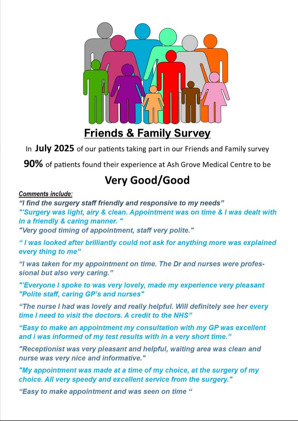 Friends & Family Survey
In July 2025 of our patients taking part in our Friends and Family survey
90% of patients found their experience at Ash Grove Medical Centre to be
Very Good/Good
Comments include:
“I find the surgery staff friendly and responsive to my needs”
"'Surgery was light, airy & clean. Appointment was on time & I was dealt with
in a friendly & caring manner. "
"Very good timing of appointment, staff very polite."
“ I was looked after brilliantly could not ask for anything more was explained
every thing to me”
“I was taken for my appointment on time. The Dr and nurses were profes-
sional but also very caring.”
"'Everyone I spoke to was very lovely, made my experience very pleasant
"Polite staff, caring GP’s and nurses"
“The nurse I had was lovely and really helpful. Will definitely see her every
time I need to visit the doctors. A credit to the NHS”
“Easy to make an appointment my consultation with my GP was excellent
and i was informed of my test results with in a very short time.”
"Receptionist was very pleasant and helpful, waiting area was clean and
nurse was very nice and informative."
"My appointment was made at a time of my choice, at the surgery of my
choice. All very speedy and excellent service from the surgery."
“Easy to make appointment and was seen on time “